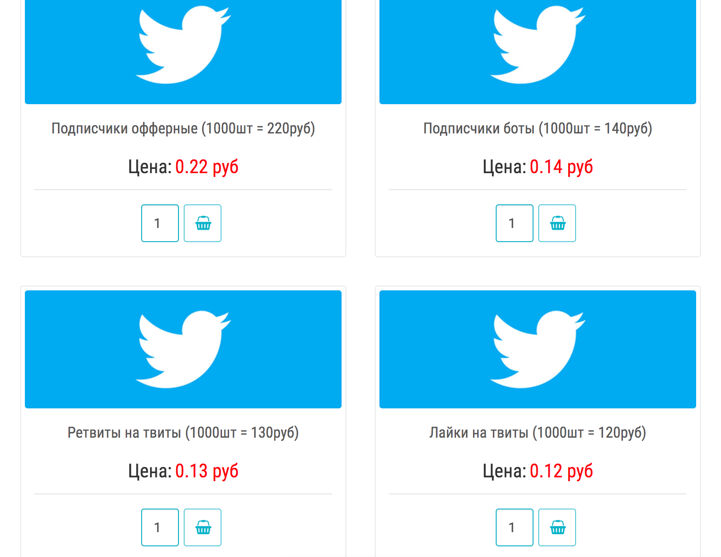 Подписчики офферные (1000шт = 220руб)
Цена: 0.22 руб
1
Подписчики боты (1000шт = 140руб)
Цена: 0.14 руб
1
Ретвиты на твиты (1000шт = 130руб)
Цена: 0.13 руб
1
Лайки на твиты (1000шт = 120руб)
Цена: 0.12 руб
1